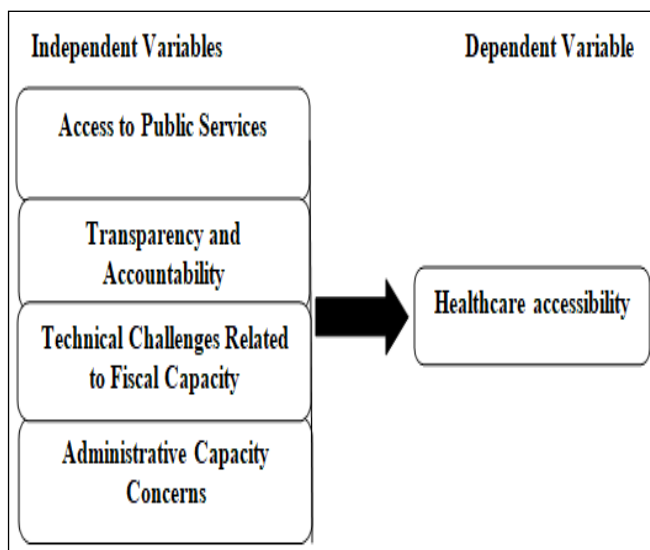 Independent Variables
Dependent Variable
Access to Public Services
Transparency and
Accountability
Technical Challenges Related
to Fiscal Capacity
Administrative Capacity
Concerns
Healthcare accessibility